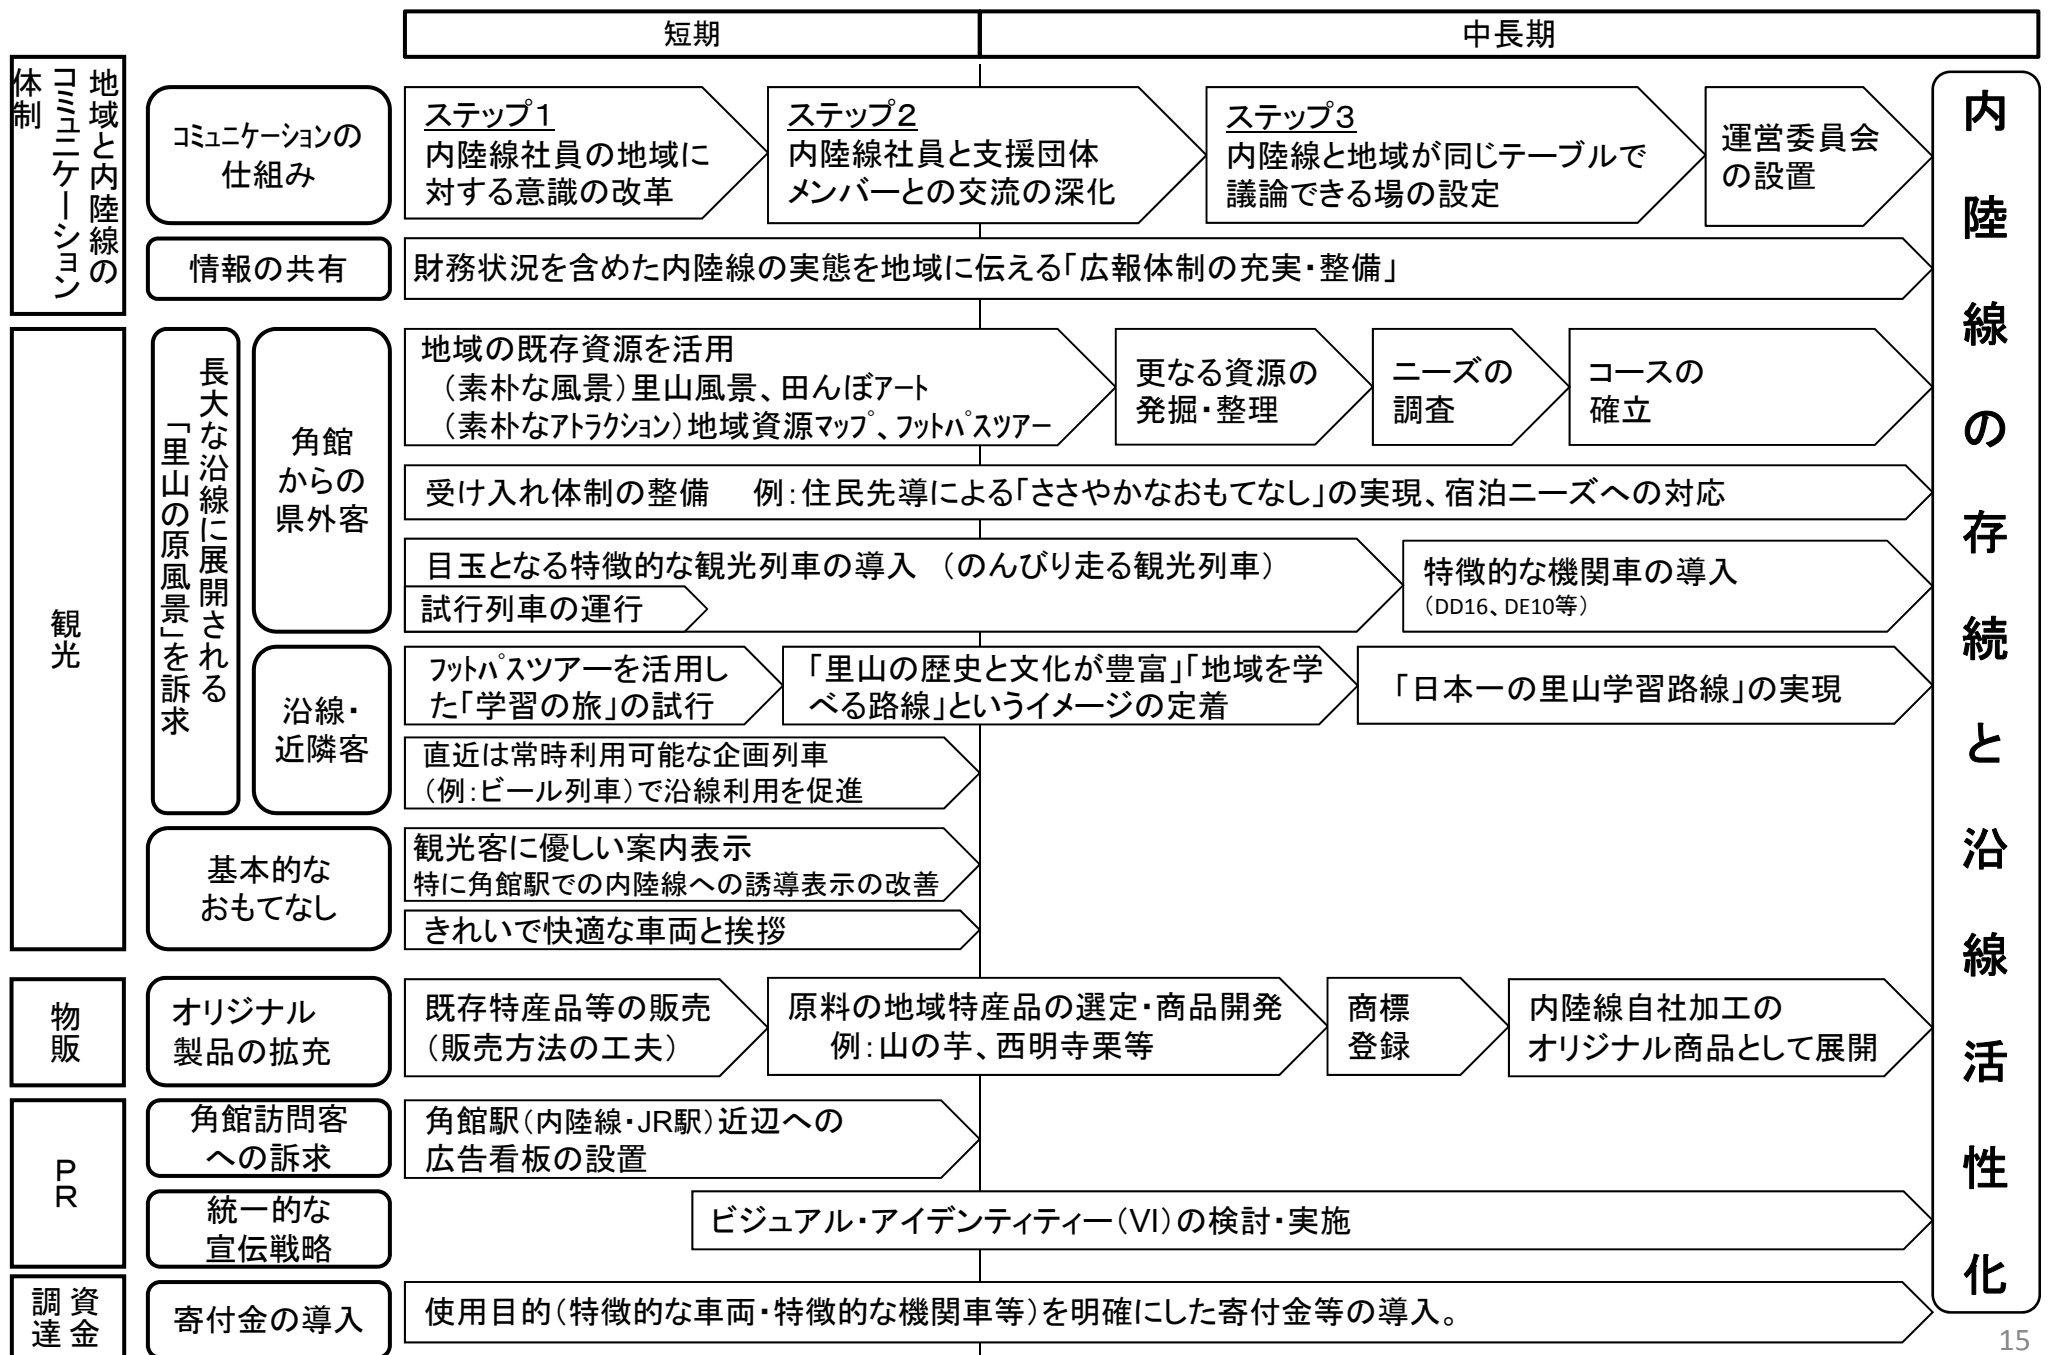 短期
中長期
地域と内陸線の
コミュニケーション
体制
コミュニケーションの
仕組み
ステップ１
内陸線社員の地域に
対する意識の改革
ステップ２
内陸線社員と支援団体
メンバーとの交流の深化
ステップ３
内陸線と地域が同じテーブルで
議論できる場の設定
運営委員会
の設置
情報の共有
財務状況を含めた内陸線の実態を地域に伝える「広報体制の充実・整備」
観光
長大な沿線に展開される
「里山の原風景」を訴求
角館
からの
県外客
地域の既存資源を活用
（素朴な風景）里山風景、田んぼアート
（素朴なアトラクション）地域資源マップ、フットパスツアー
更なる資源の
発掘・整理
ニーズの
調査
コースの
確立
受け入れ体制の整備　例：住民先導による「ささやかなおもてなし」の実現、宿泊ニーズへの対応
目玉となる特徴的な観光列車の導入　（のんびり走る観光列車）
試行列車の運行
特徴的な機関車の導入
（DD16、DE10等）
沿線・
近隣客
フットパスツアーを活用し
た「学習の旅」の試行
「里山の歴史と文化が豊富」「地域を学
べる路線」というイメージの定着
「日本一の里山学習路線」の実現
直近は常時利用可能な企画列車
（例：ビール列車）で沿線利用を促進
基本的な
おもてなし
観光客に優しい案内表示
特に角館駅での内陸線への誘導表示の改善
きれいで快適な車両と挨拶
物販
オリジナル
製品の拡充
既存特産品等の販売
（販売方法の工夫）
原料の地域特産品の選定・商品開発
例：山の芋、西明寺栗等
商標
登録
内陸線自社加工の
オリジナル商品として展開
PR
角館訪問客
への訴求
角館駅（内陸線・JR駅）近辺への
広告看板の設置
統一的な
宣伝戦略
ビジュアル・アイデンティティー（VI）の検討・実施
資金
調達
寄付金の導入
使用目的（特徴的な車両・特徴的な機関車等）を明確にした寄付金等の導入。
内陸線の存続と沿線活性化
15